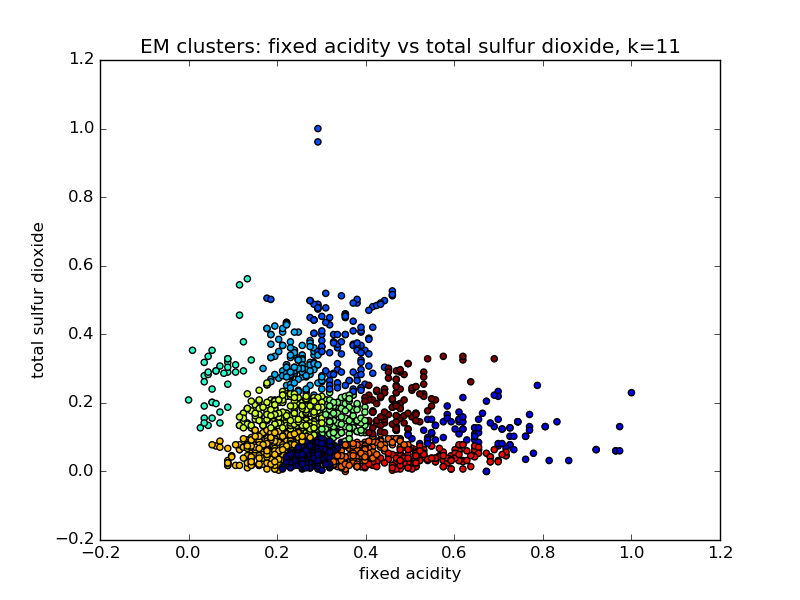 EM clusters: fixed acidity vs total sulfur dioxide, k=11
1.2
1.0
0.8
0.6
0.4
0.2
0.0
−0.2
total sulfur dioxide
−0.2 0.0 0.2 0.4 0.6 0.8 1.0 1.2
fixed acidity